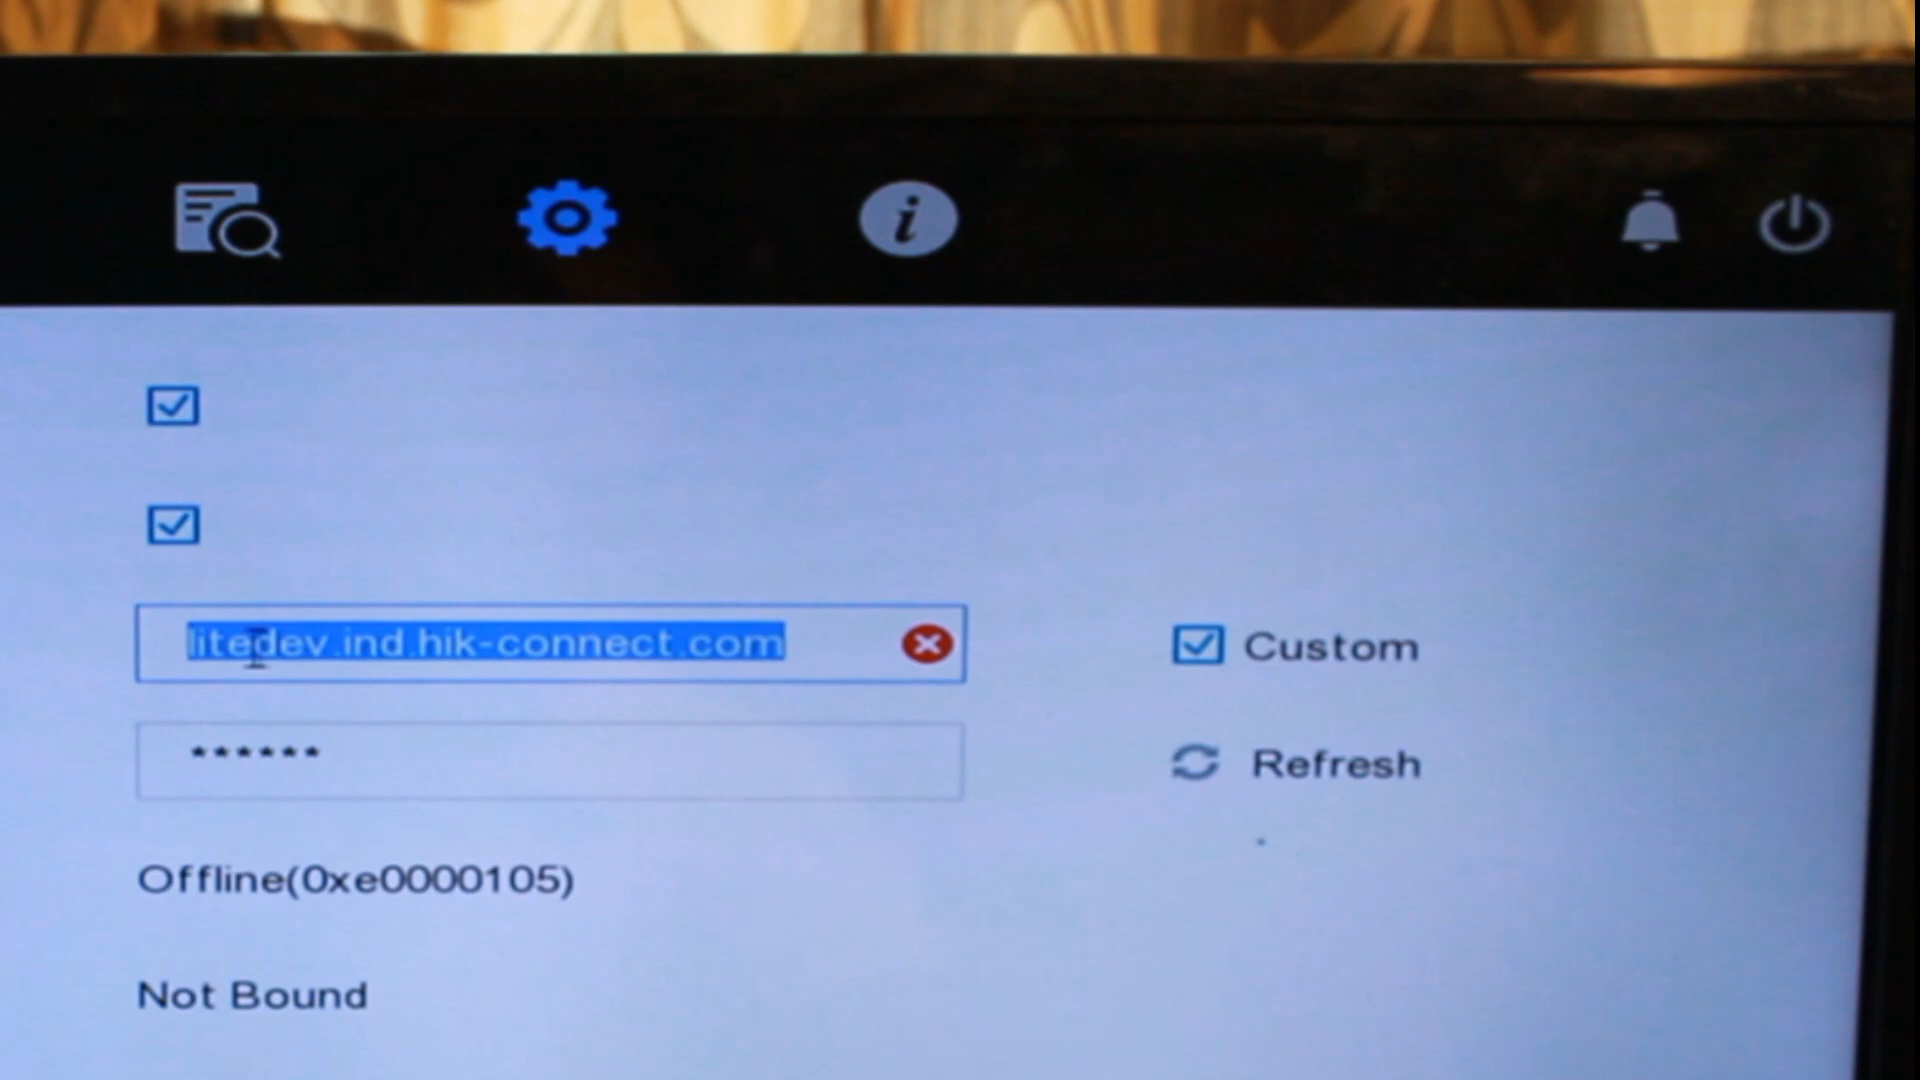 litedev.ind.hik-connect.com
Custom
******
Refresh
Offline(0xe0000105)
Not Bound